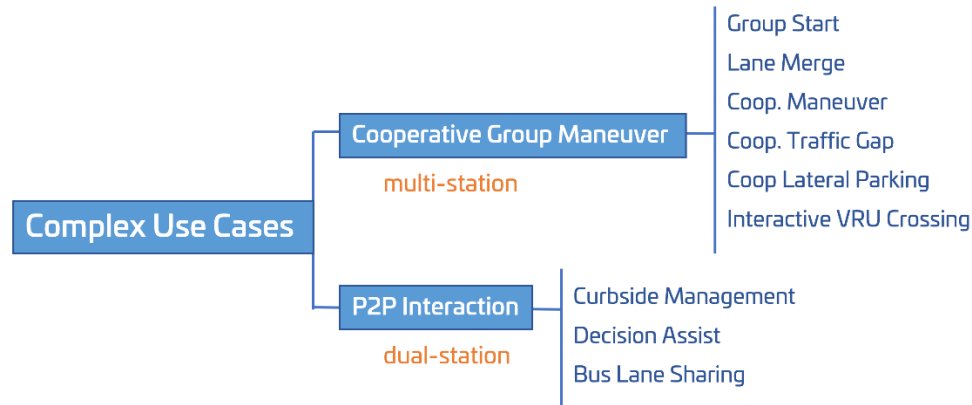 Complex Use Cases
Cooperative Group Maneuver
multi-station
Group Start
Lane Merge
Coop. Maneuver
Coop. Traffic Gap
Coop Lateral Parking
Interactive VRU Crossing
P2P Interaction
dual-station
Curbside Management
Decision Assist
Bus Lane Sharing